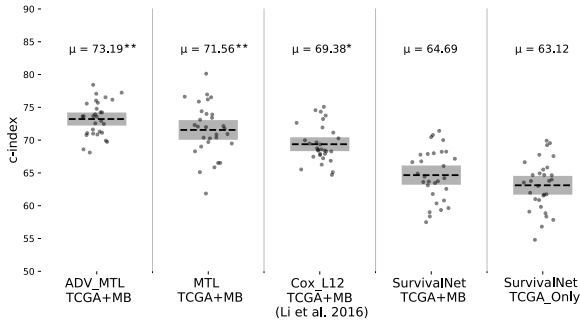 90
85
80
75
70
65
60
55
50
c-index
μ = 73.19**
μ = 71.56**
μ = 69.38*
μ = 64.69
μ = 63.12
ADV_MTL
TCGA+MB
MTL
TCGA+MB
Cox_L12
TCGA+MB
(Li et al. 2016)
SurvivalNet
TCGA+MB
SurvivalNet
TCGA_Only